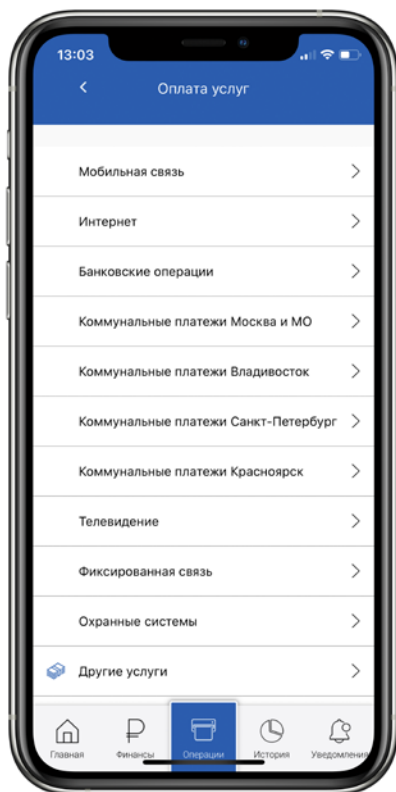 13:03
Оплата услуг
Мобильная связь
Интернет
Банковские операции
Коммунальные платежи Москва и МО
Коммунальные платежи Владивосток
Коммунальные платежи Санкт-Петербург
Коммунальные платежи Красноярск
Телевидение
Фиксированная связь
Охранные системы
Другие услуги
Главная Финансы Операции История Уведомления